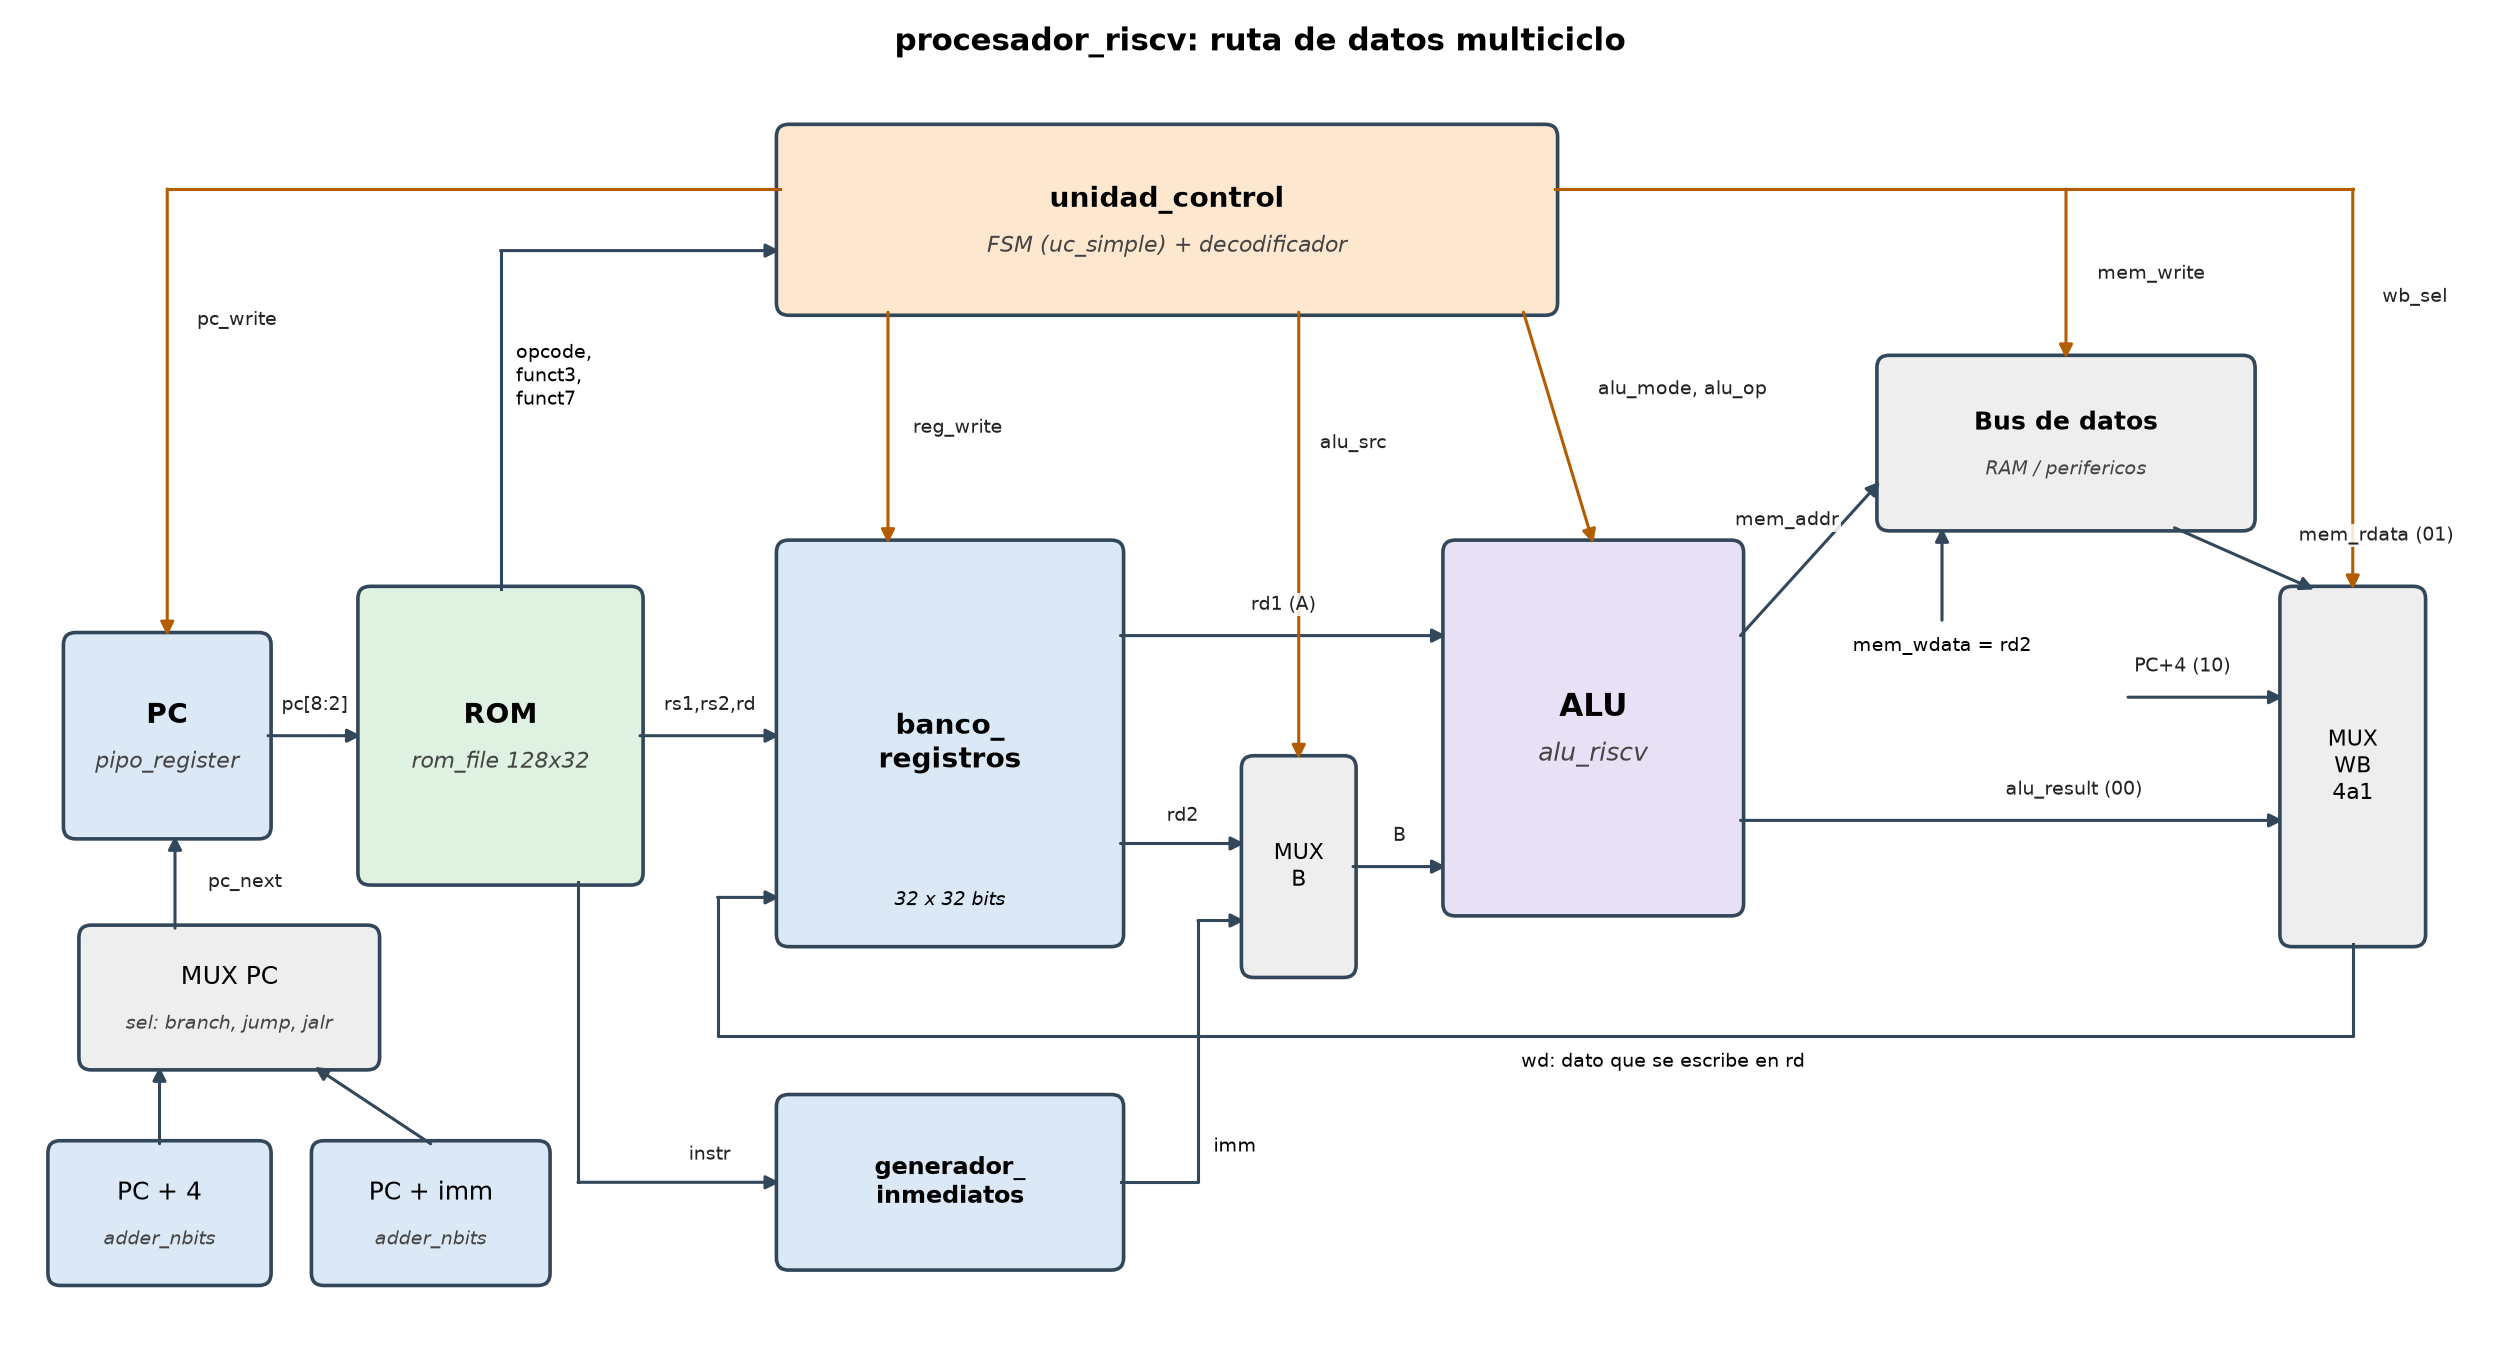 procesador_riscv: ruta de datos multiciclo
unidad_control
FSM (uc_simple) + decodificador
pc_write
opcode,
funct3,
funct7
reg_write
alu_src
alu_mode, alu_op
mem_write
wb_sel
Bus de datos
RAM / perifericos
mem_addr
mem_rdata (01)
mem_wdata = rd2
PC+4 (10)
rd1 (A)
PC
pipo_register
pc[8:2]
ROM
rom_file 128x32
rs1,rs2,rd
banco_
registros
32 x 32 bits
rd2
MUX
B
B
ALU
alu_riscv
alu_result (00)
MUX
WB
4a1
pc_next
MUX PC
sel: branch, jump, jalr
wd: dato que se escribe en rd
PC + 4
adder_nbits
PC + imm
adder_nbits
instr
generador_
inmediatos
imm